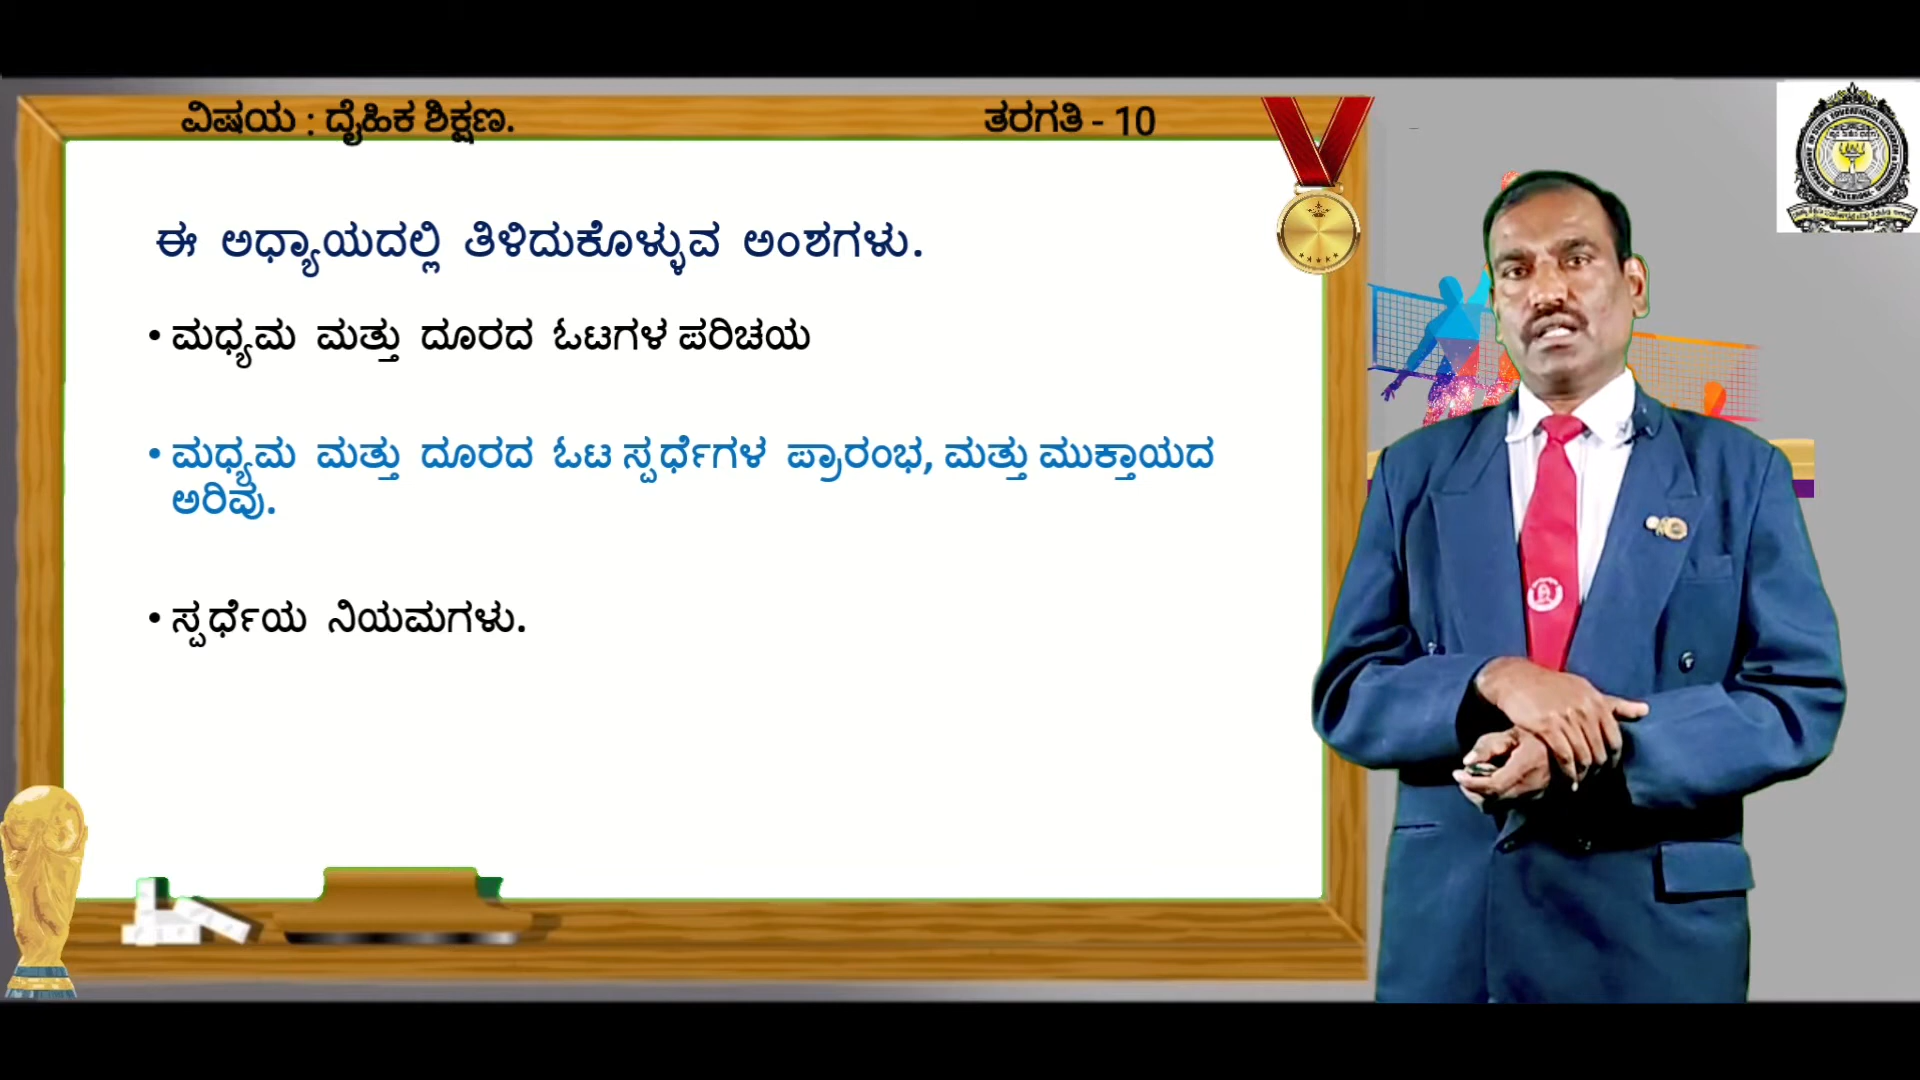 ವಿಷಯ : ದೈಹಿಕ ಶಿಕ್ಷಣ.
ತರಗತಿ - 10
ಈ ಅಧ್ಯಾಯದಲ್ಲಿ ತಿಳಿದುಕೊಳ್ಳುವ ಅಂಶಗಳು.
• ಮಧ್ಯಮ ಮತ್ತು ದೂರದ ಓಟಗಳ ಪರಿಚಯ
• ಮಧ್ಯಮ ಮತ್ತು ದೂರದ ಓಟ ಸ್ಪರ್ಧೆಗಳ ಪ್ರಾರಂಭ, ಮತ್ತು ಮುಕ್ತಾಯದ
ಅರಿವು.
• ಸ್ಪರ್ಧೆಯ ನಿಯಮಗಳು.